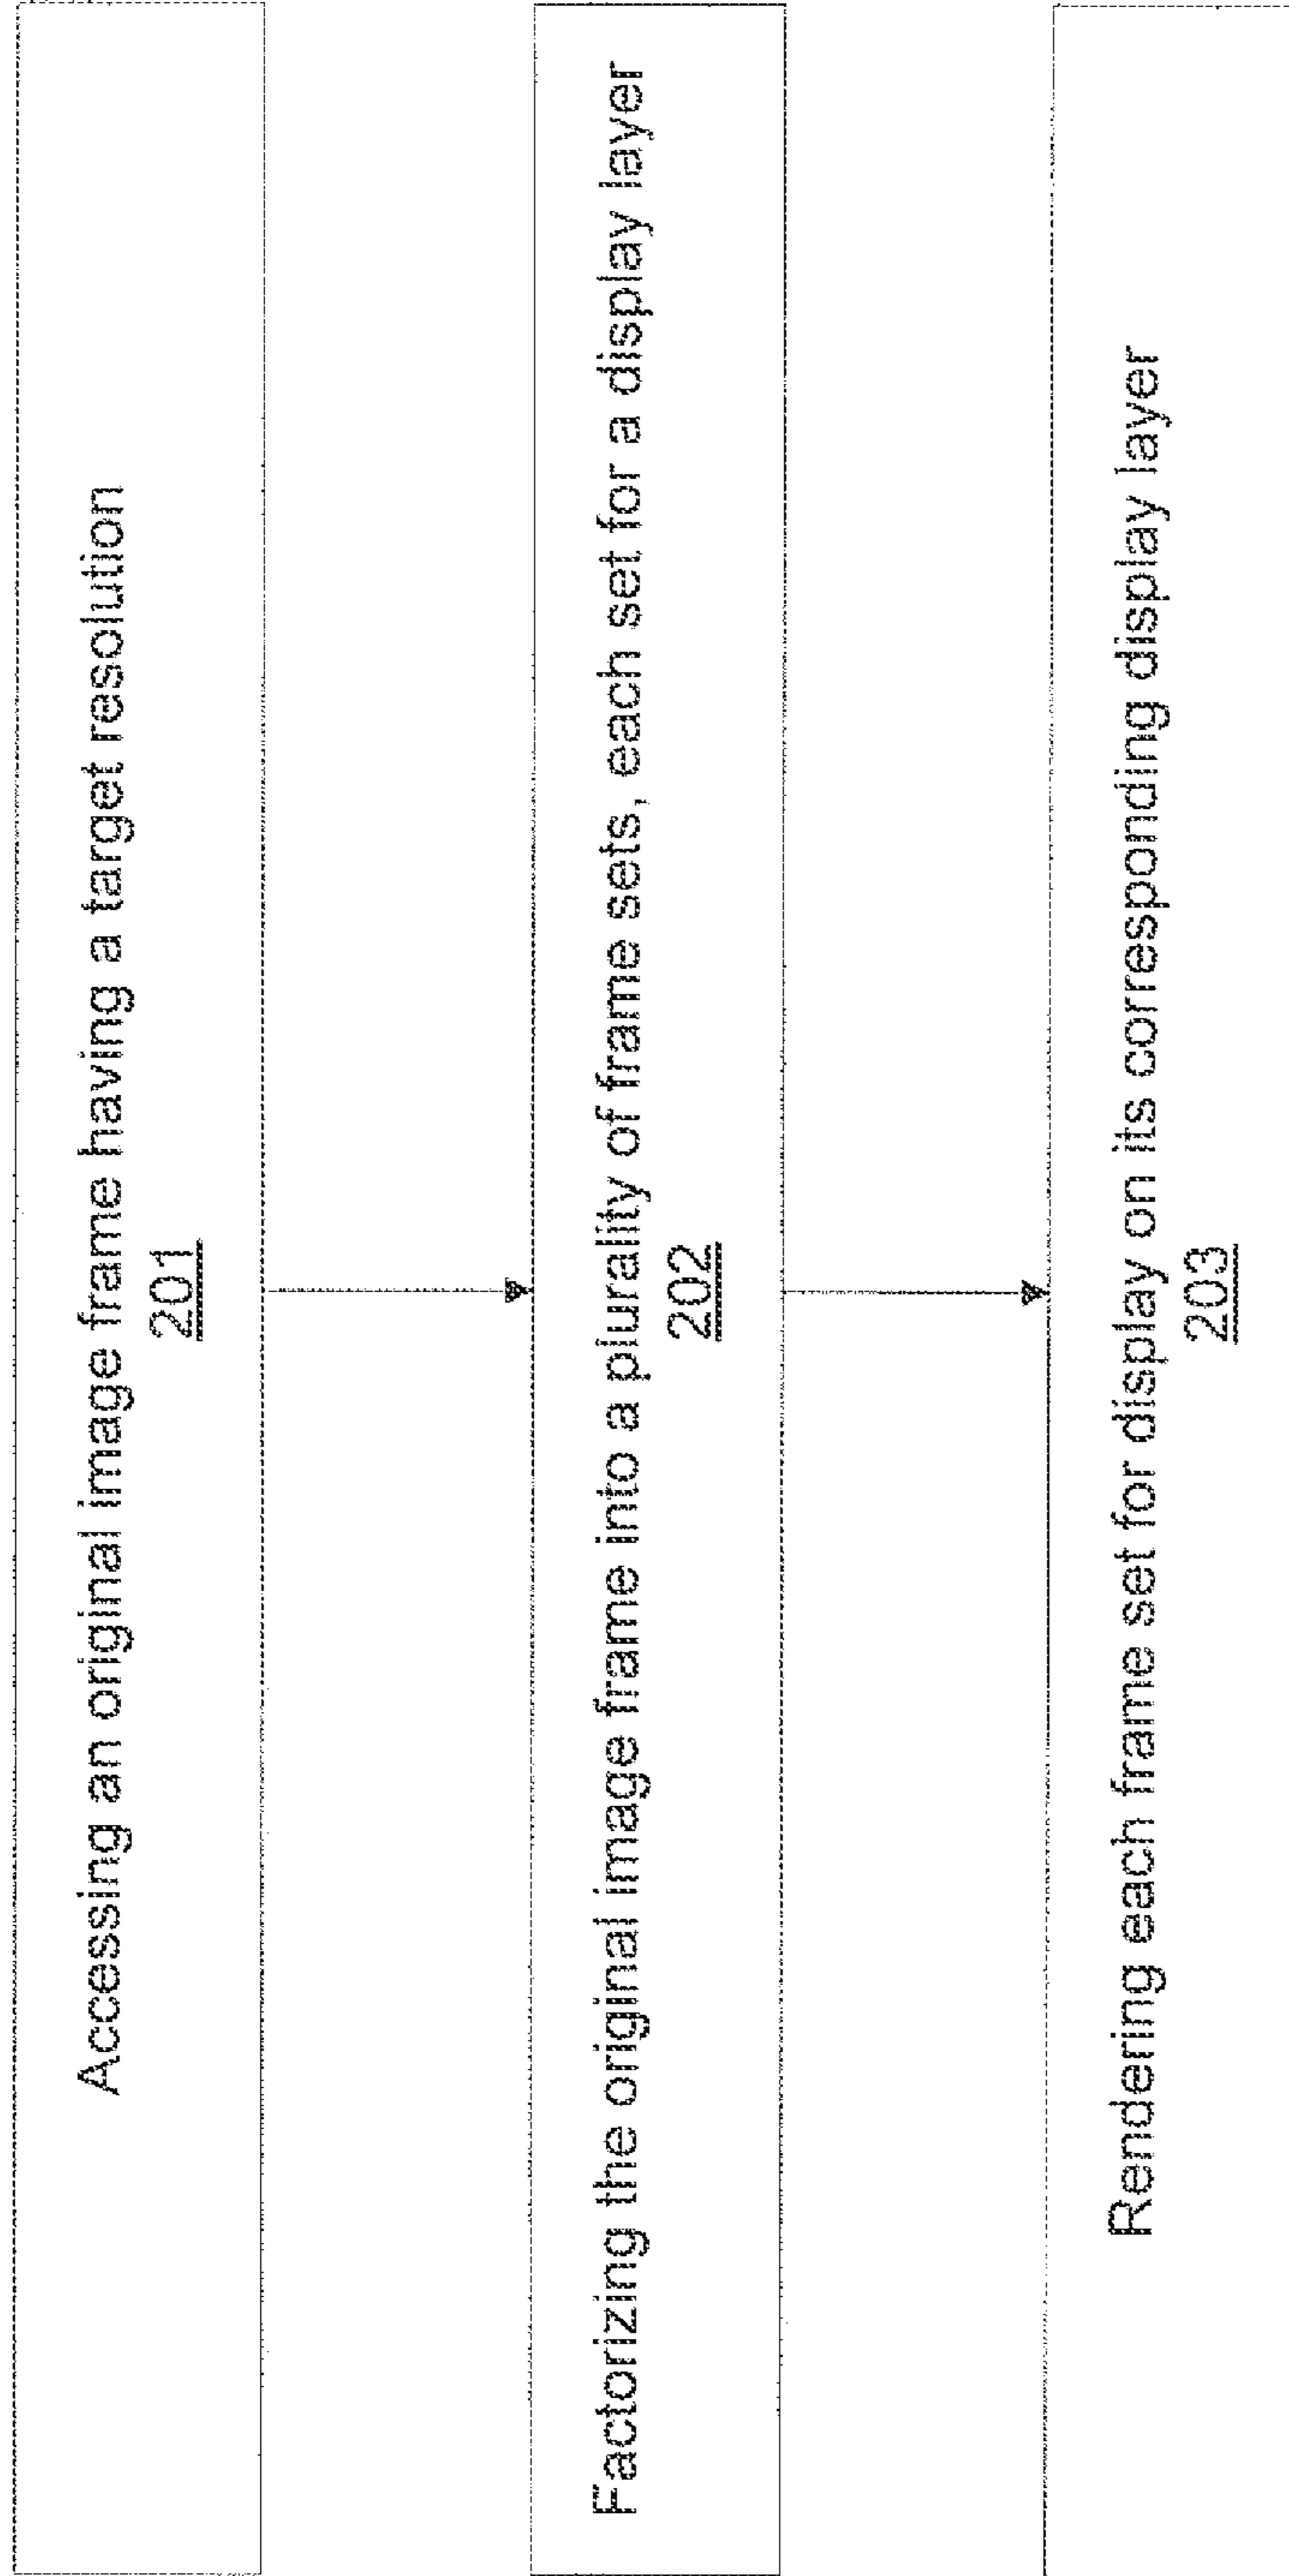 Accessing an original image frame having a target resolution
201
Factorizing the original image frame into a plurality of frame sets, each set for a display layer
202
Rendering each frame set for display on its corresponding display layer
203